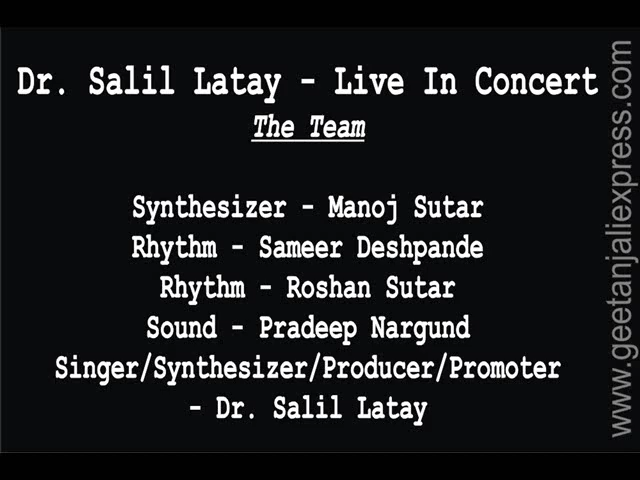 Dr. Salil Latay - Live In Concert
The Team
Synthesizer - Manoj Sutar
Rhythm - Sameer Deshpande
Rhythm - Roshan Sutar
Sound - Pradeep Nargund
Singer/Synthesizer/Producer/Promoter
- Dr. Salil Latay
www.geetanjaliexpress.com